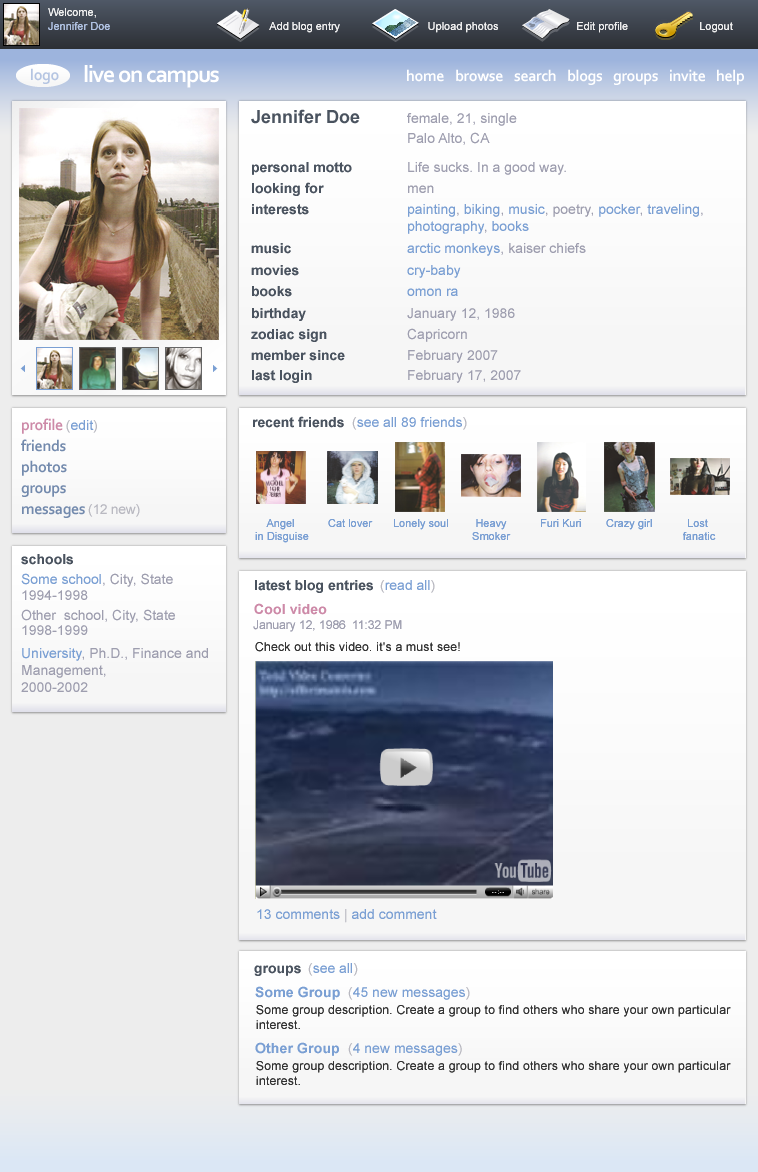 Welcome,
Jennifer Doe
Add blog entry
Upload photos
Edit profile
Logout
logo
live on campus
home browse search blogs groups invite help
Jennifer Doe
female, 21, single
Palo Alto, CA
personal motto Life sucks. In a good way.
looking for men
interests painting, biking, music, poetry, pocker, traveling,
photography, books
music arctic monkeys, kaiser chiefs
movies cry-baby
books omon ra
birthday January 12, 1986
zodiac sign Capricorn
member since February 2007
last login February 17, 2007
profile (edit)
friends
photos
groups
messages (12 new)
schools
Some school, City, State
1994-1998
Other school, City, State
1998-1999
University, Ph.D., Finance and
Management,
2000-2002
recent friends (see all 89 friends)
Angel
in Disguise
Cat lover
Lonely soul
Heavy
Smoker
Furi Kuri
Crazy girl
Lost
fanatic
latest blog entries (read all)
Cool video
January 12, 1986 11:32 PM
Check out this video. it's a must see!
Total Video Converter
YouTube
share
13 comments | add comment
groups (see all)
Some Group (45 new messages)
Some group description. Create a group to find others who share your own particular
interest.
Other Group (4 new messages)
Some group description. Create a group to find others who share your own particular
interest.